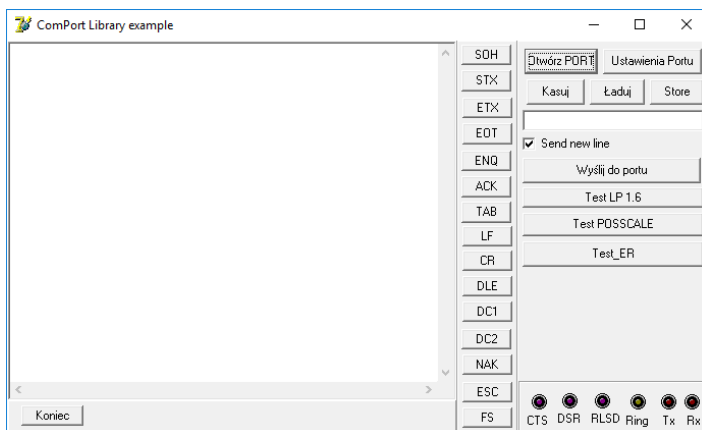 ComPort Library example
SOH
STX
ETX
EOT
ENQ
ACK
TAB
LF
CR
DLE
DC1
DC2
NAK
ESC
FS
Otwórz PORT Ustawienia Portu
Kasuj Ładuj Store
Send new line
Wyślij do portu
Test LP 1.6
Test POSSCALE
Test_ER
CTS DSR RLSD Ring Tx Rx
Koniec